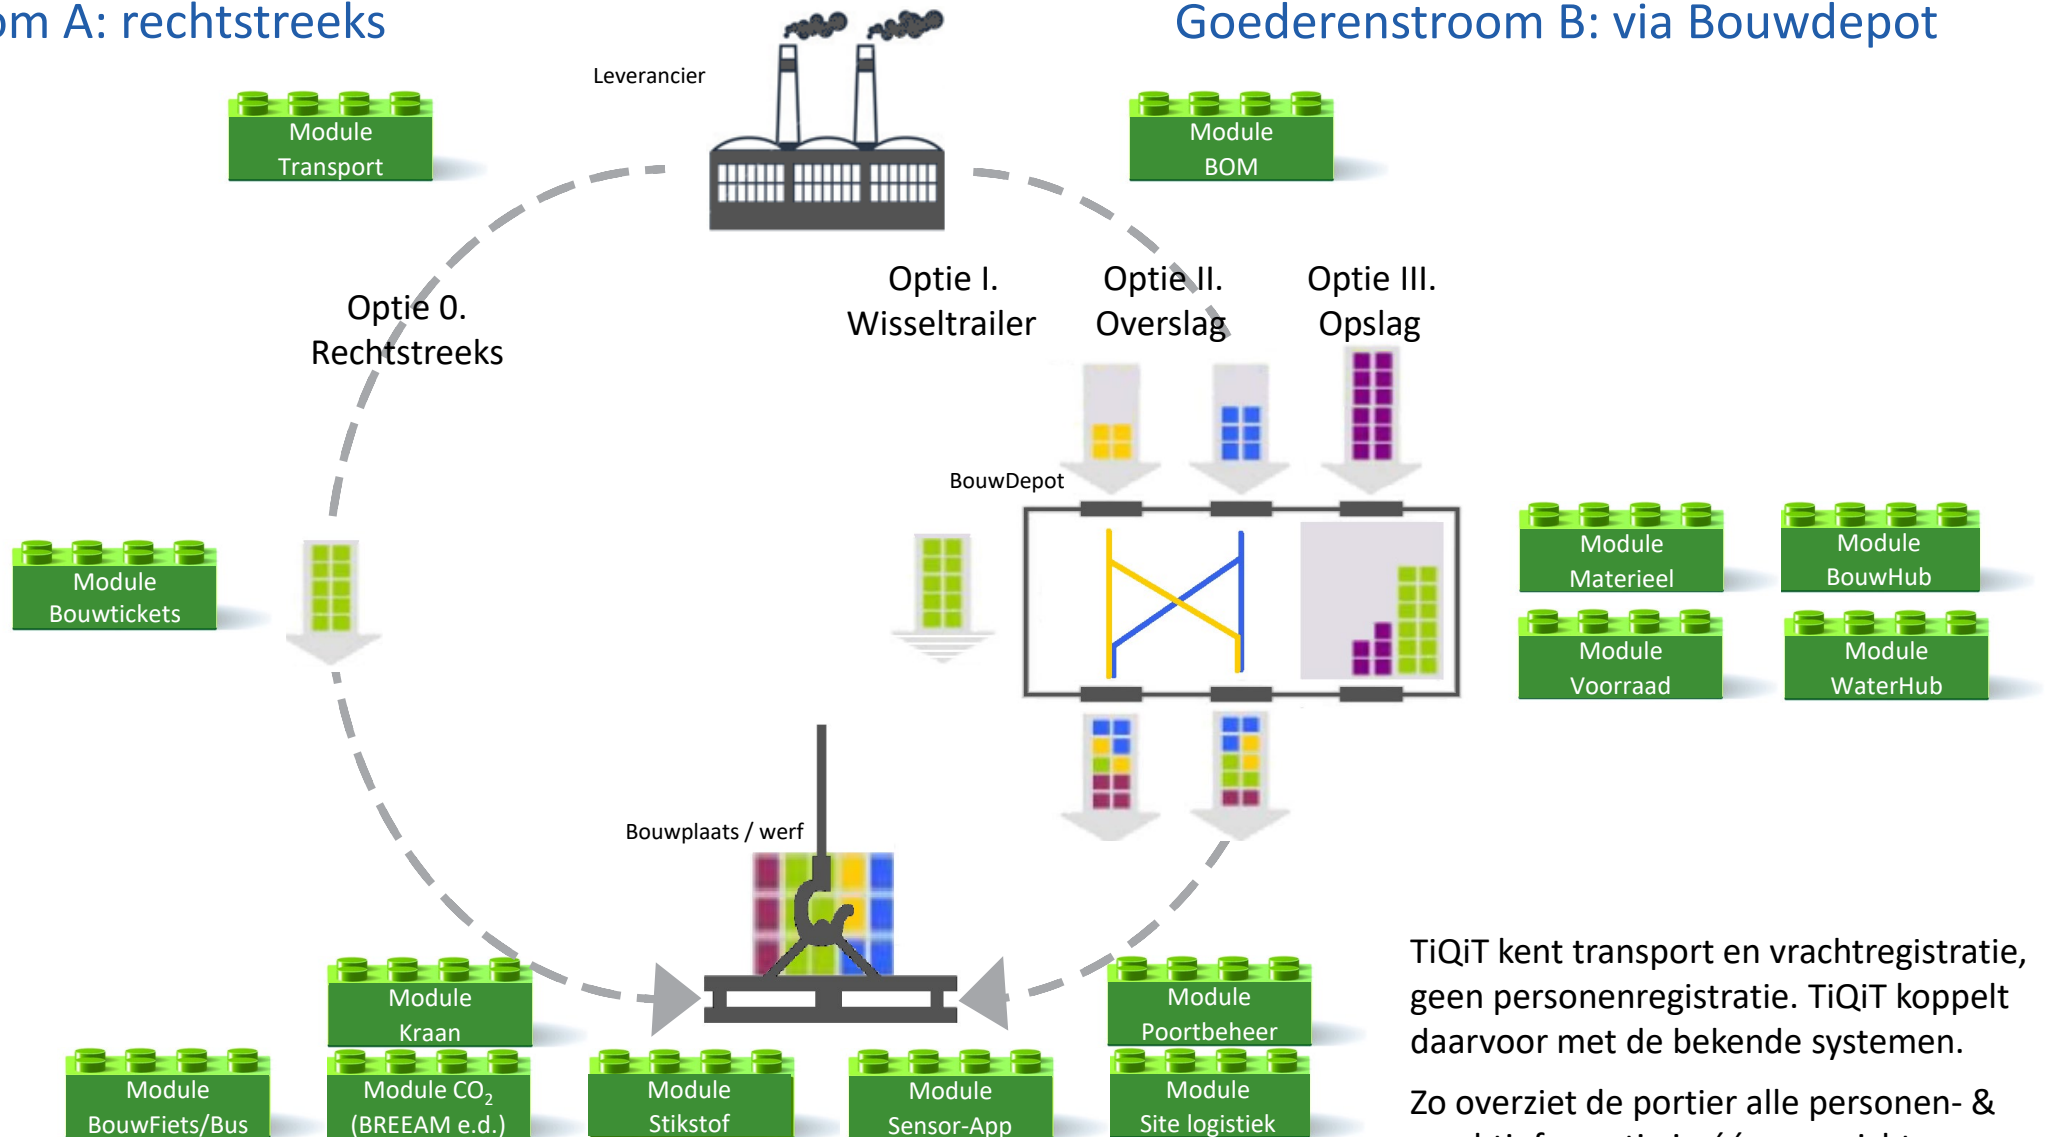 om A: rechtstreeks
Goederenstroom B: via Bouwdepot
Leverancier
Module
Transport
Module
BOM
Optie 0.
Rechtstreeks
Optie I.
Wisseltrailer
Optie II.
Overslag
Optie III.
Opslag
BouwDepot
Module
Bouwtickets
Module
Materieel
Module
BouwHub
Module
Voorraad
Module
WaterHub
Bouwplaats / werf
Module
Kraan
Module
Poortbeheer
Module
BouwFiets/Bus
Module CO₂
(BREEAM e.d.)
Module
Stikstof
Module
Sensor-App
Module
Site logistiek
TiQiT kent transport en vrachtregistratie,
geen personenregistratie. TiQiT koppelt
daarvoor met de bekende systemen.
Zo overziet de portier alle personen- &